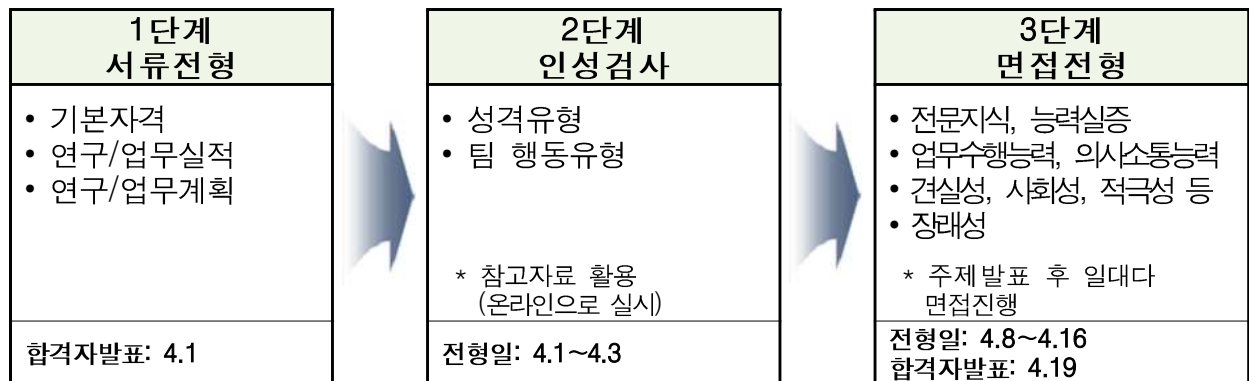 1단계
서류전형
• 기본자격
• 연구/업무실적
• 연구/업무계획
합격자발표: 4.1
2단계
인성검사
• 성격유형
• 팀 행동유형
* 참고자료 활용
(온라인으로 실시)
전형일: 4.1~4.3
3단계
면접전형
• 전문지식, 능력실증
• 업무수행능력, 의사소통능력
• 견실성, 사회성, 적극성 등
• 장래성
* 주제발표 후 일대다
면접진행
전형일: 4.8~4.16
합격자발표: 4.19